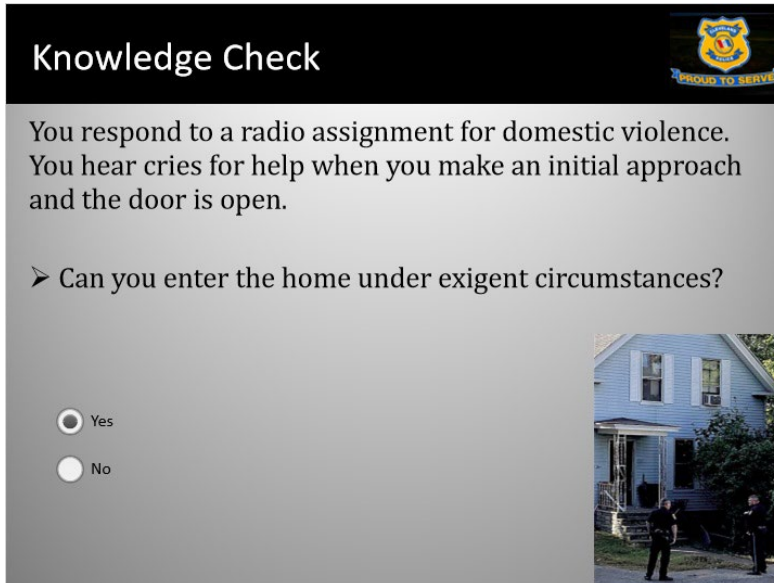 Knowledge Check
CLEVELAND
POLICE
PROUD TO SERVE
You respond to a radio assignment for domestic violence.
You hear cries for help when you make an initial approach
and the door is open.
➢ Can you enter the home under exigent circumstances?
Yes
No